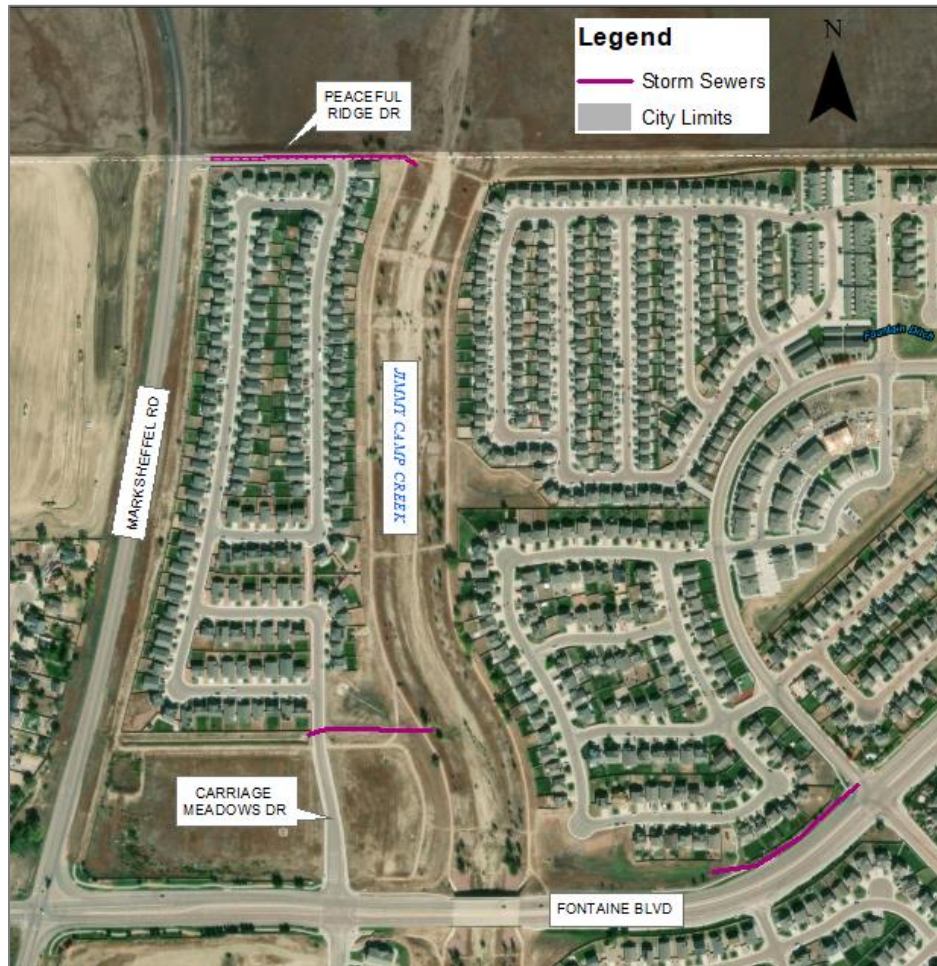 Legend
Storm Sewers
City Limits
N
PEACEFUL
RIDGE DR
Fountain Ditch
MARKSHEFFEL RD
JIMMY CAMP CREEK
CARRIAGE
MEADOWS DR
FONTAINE BLVD